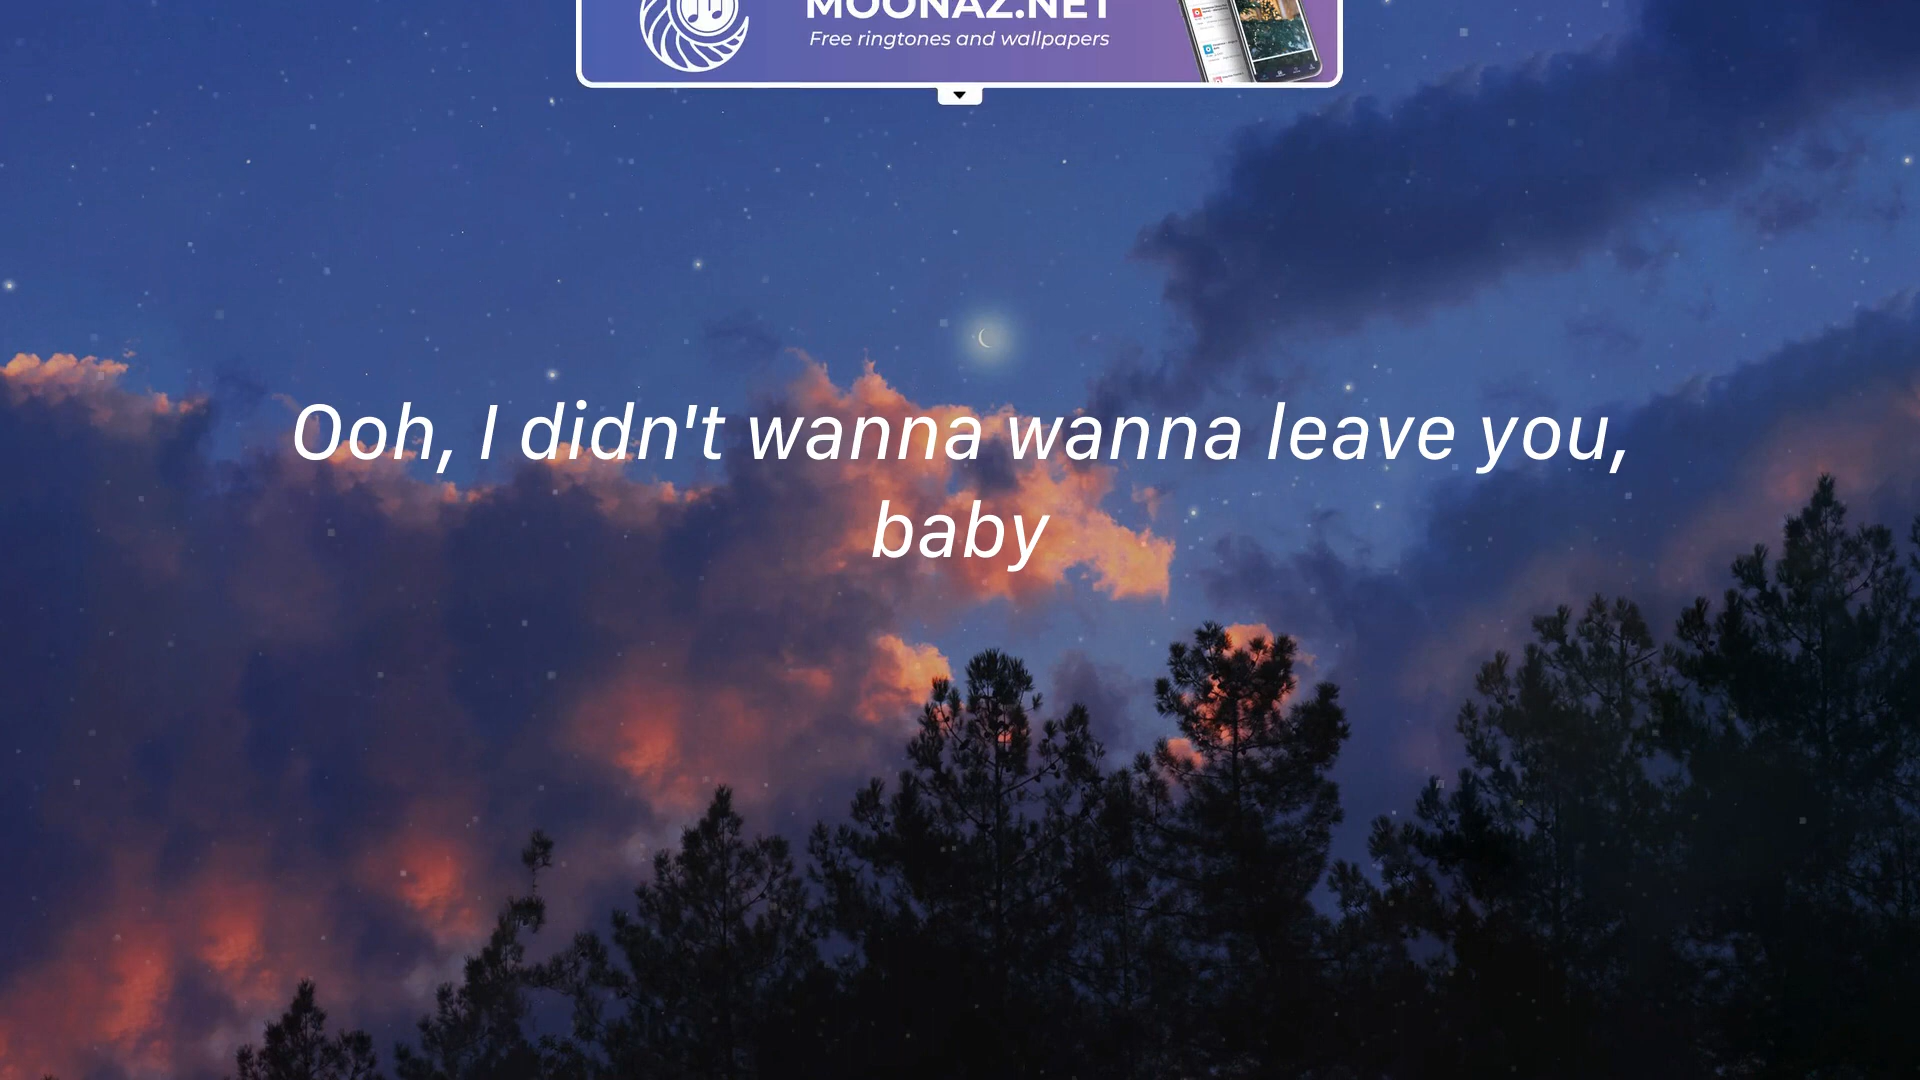 MOONAZ.NET
Free ringtones and wallpapers
Ooh, I didn't wanna wanna leave you,
baby